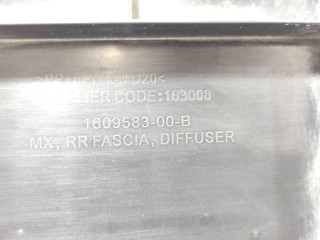 LIER CODE:163008
1609583-00-B
MX, RR FASCIA, DIFFUSER